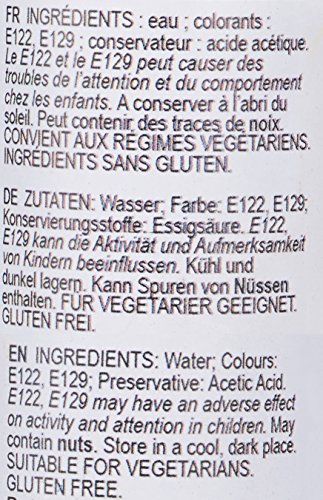 FR INGRÉDIENTS : eau ; colorants :
E122, E129 ; conservateur : acide acétique.
Le E122 et le E129 peut causer des
troubles de l'attention et du comportement
chez les enfants. A conserver à l'abri du
soleil. Peut contenir des traces de noix.
CONVIENT AUX RÉGIMES VÉGÉTARIENS.
INGRÉDIENTS SANS GLUTEN.
DE ZUTATEN: Wasser; Farbe: E122, E129;
Konservierungsstoffe: Essigsäure. E122,
E129 kann die Aktivität und Aufmerksamkeit
von Kindern beeinflussen. Kühl und
dunkel lagern. Kann Spuren von Nüssen
enthalten. FÜR VEGETARIER GEEIGNET.
GLUTEN FREI.
EN INGREDIENTS: Water; Colours:
E122, E129; Preservative: Acetic Acid.
E122, E129 may have an adverse effect
on activity and attention in children. May
contain nuts. Store in a cool, dark place.
SUITABLE FOR VEGETARIANS.
GLUTEN FREE.